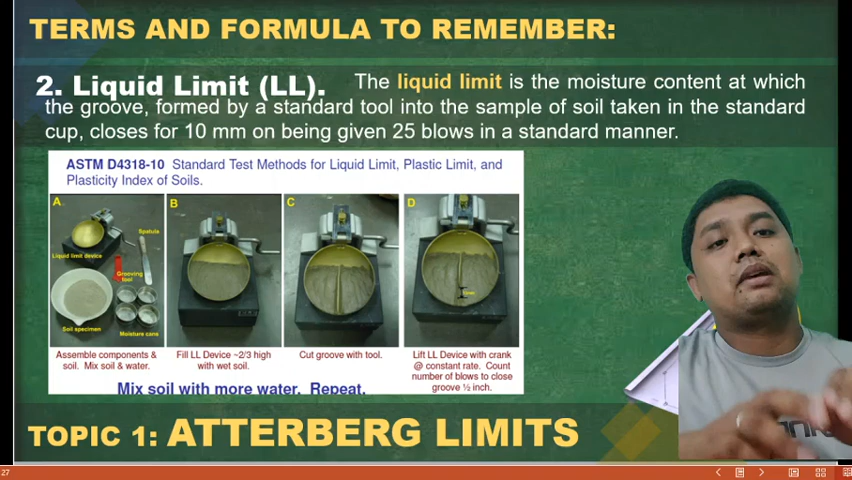 TERMS AND FORMULA TO REMEMBER:
2. Liquid Limit (LL). The liquid limit is the moisture content at which
the groove, formed by a standard tool into the sample of soil taken in the standard
cup, closes for 10 mm on being given 25 blows in a standard manner.
ASTM D4318-10 Standard Test Methods for Liquid Limit, Plastic Limit, and
Plasticity Index of Soils.
A
Spatula
Liquid limit device
Grooving
tool
Soil specimen
Moisture cans
B
C
D
Assemble components &
soil. Mix soil & water.
Fill LL Device ~2/3 high
with wet soil.
Cut groove with tool.
Lift LL Device with crank
@ constant rate. Count
number of blows to close
groove ½ inch.
Mix soil with more water. Repeat.
TOPIC 1: ATTERBERG LIMITS
27